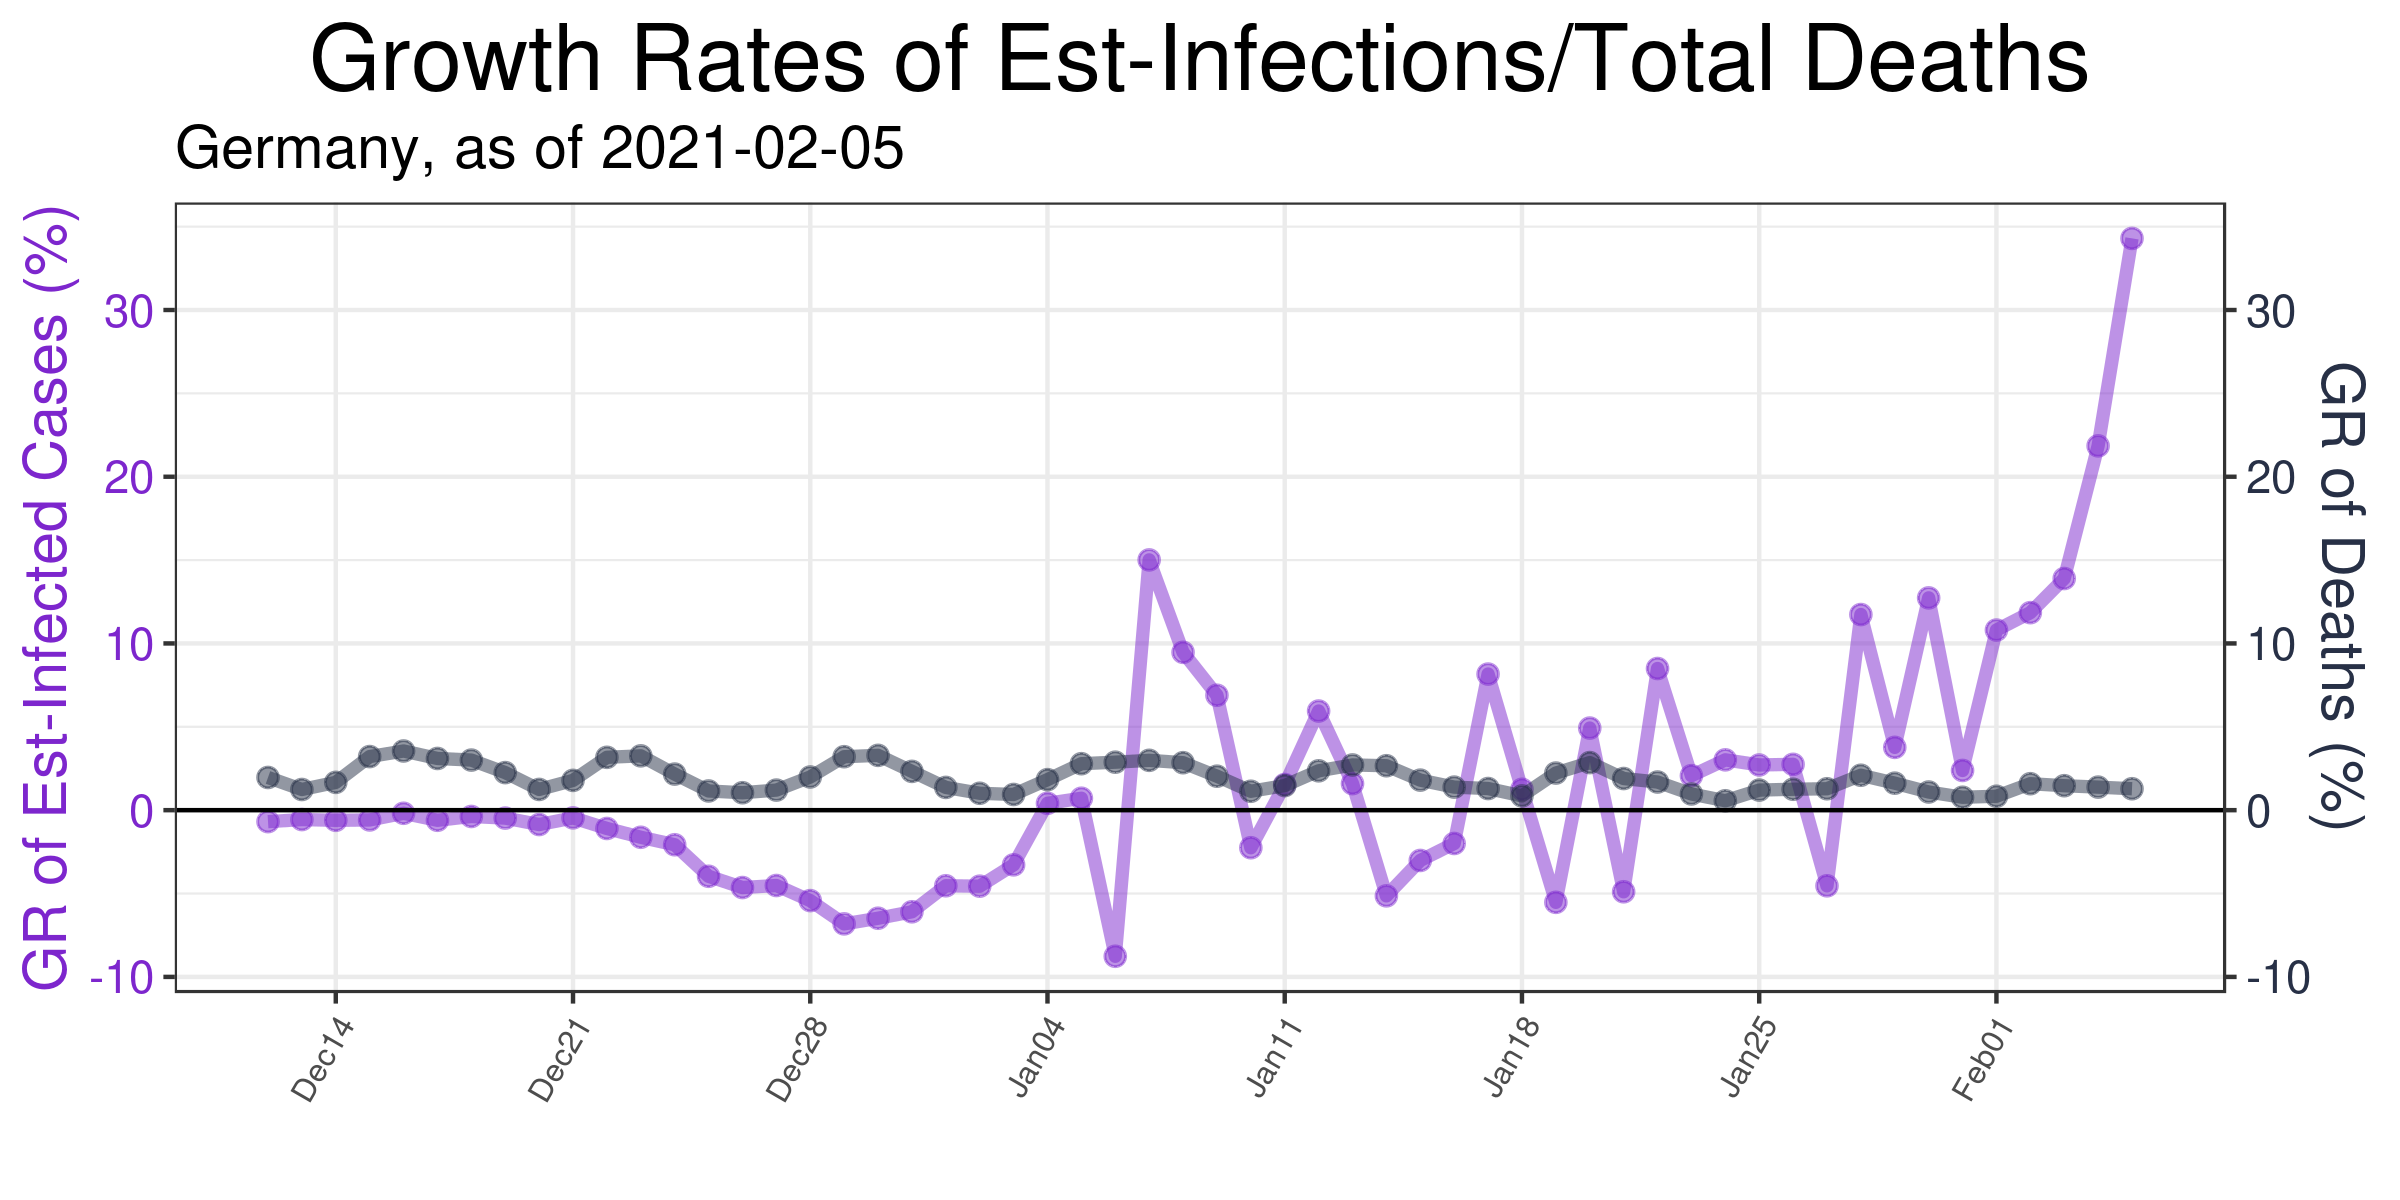 Growth Rates of Est-Infections/Total Deaths
Germany, as of 2021-02-05
GR of Est-Infected Cases (%)
30
20
10
0
-10
30
20
10
0
-10
GR of Deaths (%)
Dec14
Dec21
Dec28
Jan04
Jan11
Jan18
Jan25
Feb01